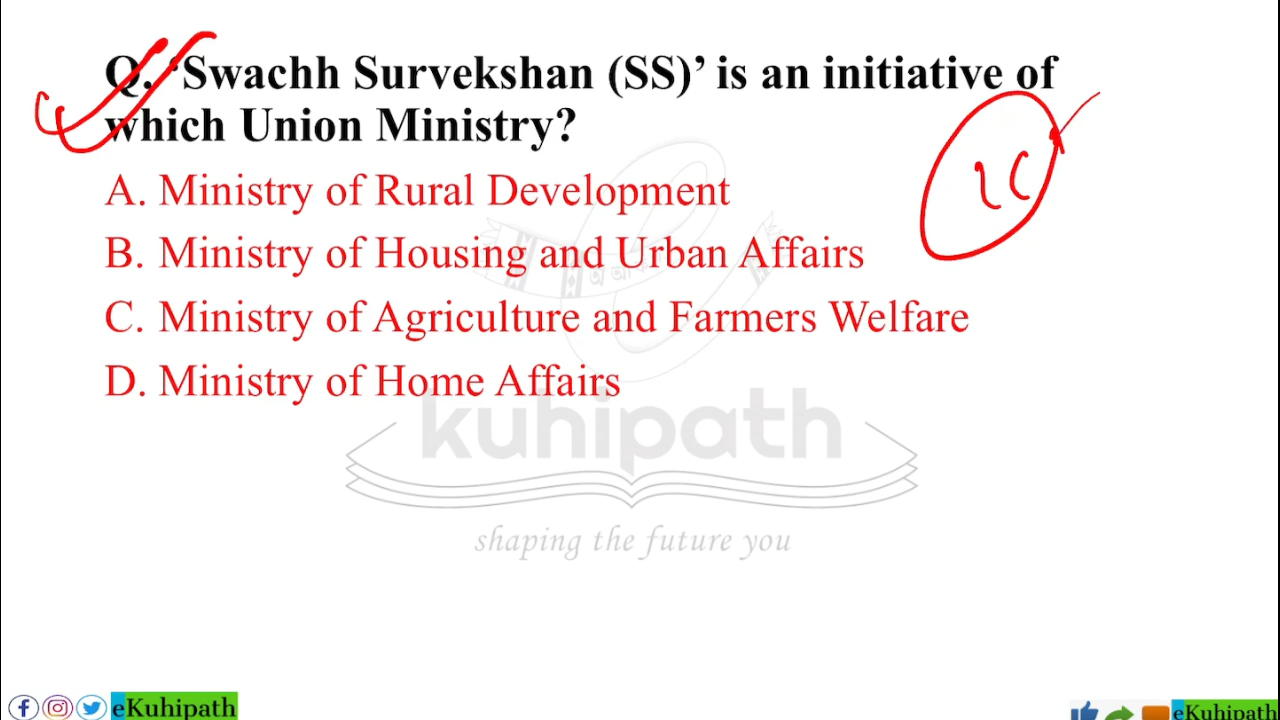 Q. ‘Swachh Survekshan (SS)’ is an initiative of
which Union Ministry?
A. Ministry of Rural Development
B. Ministry of Housing and Urban Affairs
C. Ministry of Agriculture and Farmers Welfare
D. Ministry of Home Affairs
kuhipath
shaping the future you
eKuhipath
eKuhipath